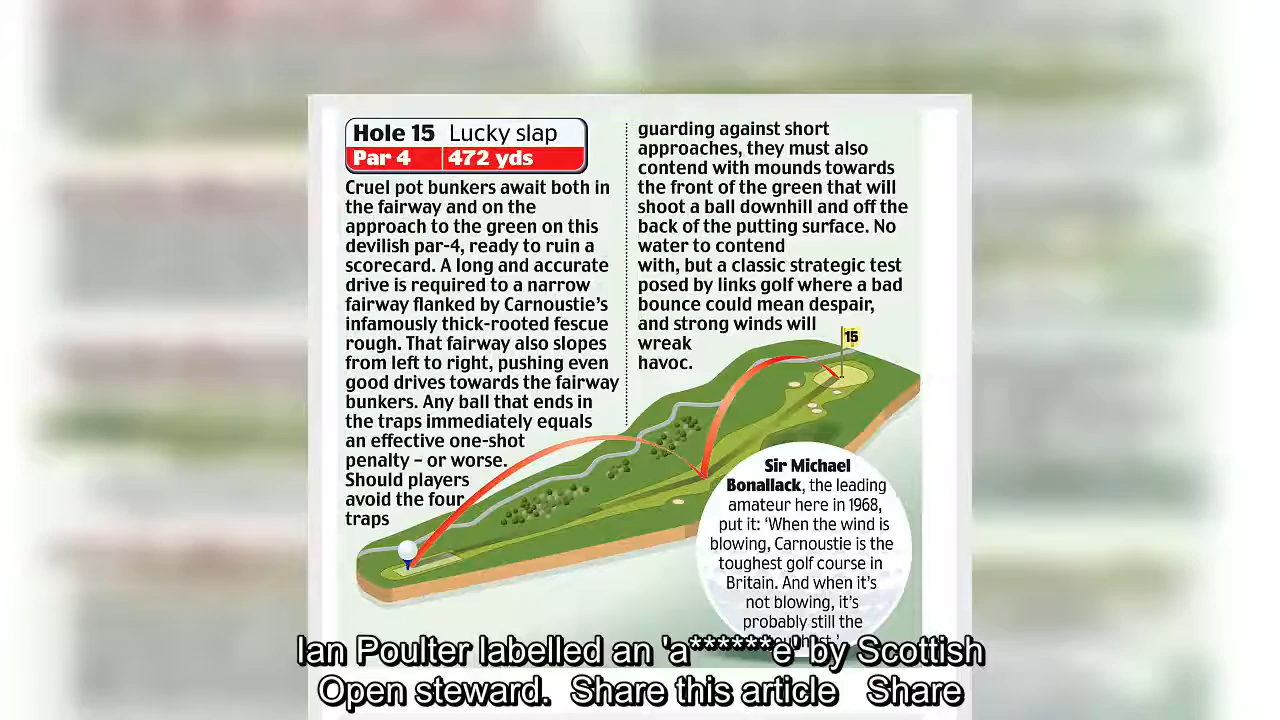 Hole 15 Lucky slap
Par 4 472 yds
Cruel pot bunkers await both in
the fairway and on the
approach to the green on this
devilish par-4, ready to ruin a
scorecard. A long and accurate
drive is required to a narrow
fairway flanked by Carnoustie's
infamously thick-rooted fescue
rough. That fairway also slopes
from left to right, pushing even
good drives towards the fairway
bunkers. Any ball that ends in
the traps immediately equals
an effective one-shot
penalty – or worse.
Should players
avoid the four
traps
guarding against short
approaches, they must also
contend with mounds towards
the front of the green that will
shoot a ball downhill and off the
back of the putting surface. No
water to contend
with, but a classic strategic test
posed by links golf where a bad
bounce could mean despair,
and strong winds will
wreak
havoc.
15
Sir Michael
Bonallack, the leading
amateur here in 1968,
put it: 'When the wind is
blowing, Carnoustie is the
toughest golf course in
Britain. And when it's
not blowing, it's
probably still the
Ian Poulter labelled an 'a******e' by Scottish
Open steward. Share this article Share